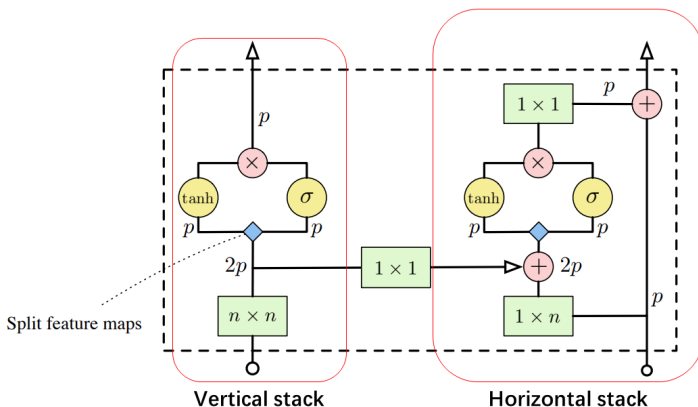 p
1 × 1
p
+
×
×
tanh
σ
tanh
σ
p
p
p
p
2p
1 × 1
+
2p
p
Split feature maps
n × n
1 × n
Vertical stack
Horizontal stack